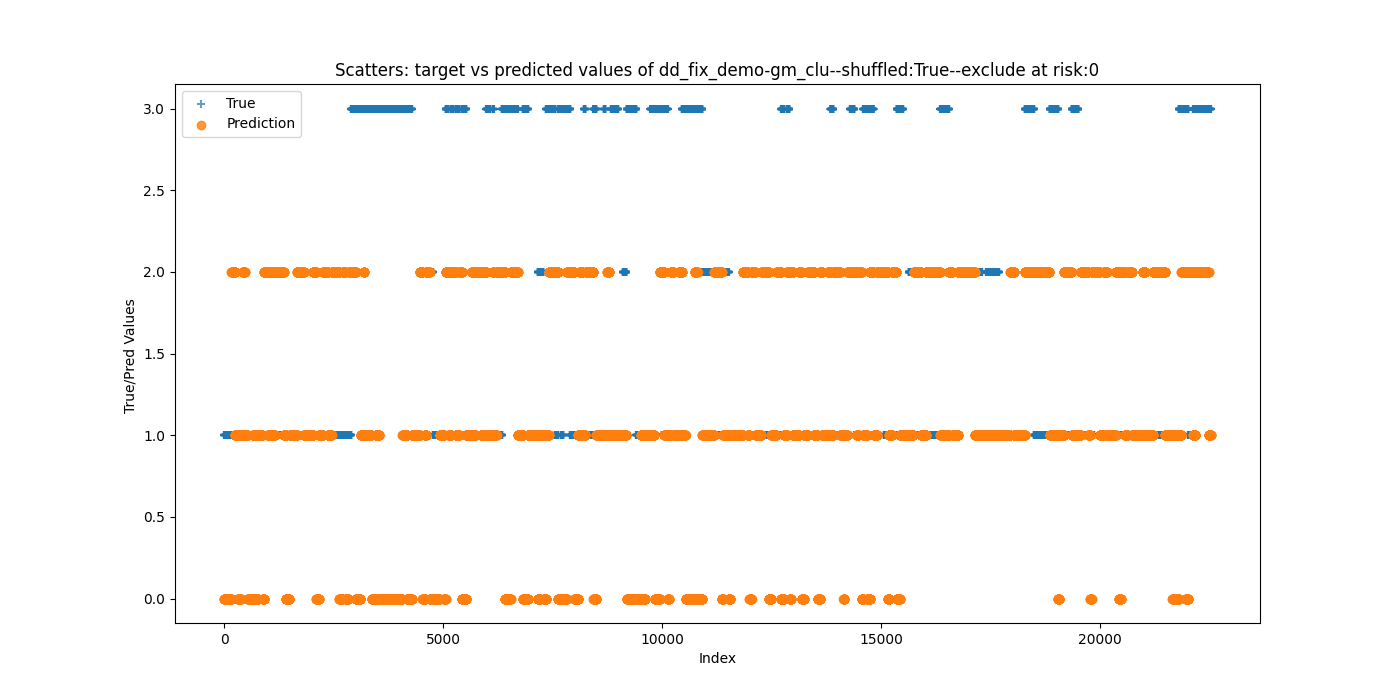 Scatters: target vs predicted values of dd_fix_demo-gm_clu--shuffled:True--exclude at risk:0
True
Prediction
3.0
2.5
2.0
1.5
1.0
0.5
0.0
True/Pred Values
0
5000
10000
15000
20000
Index